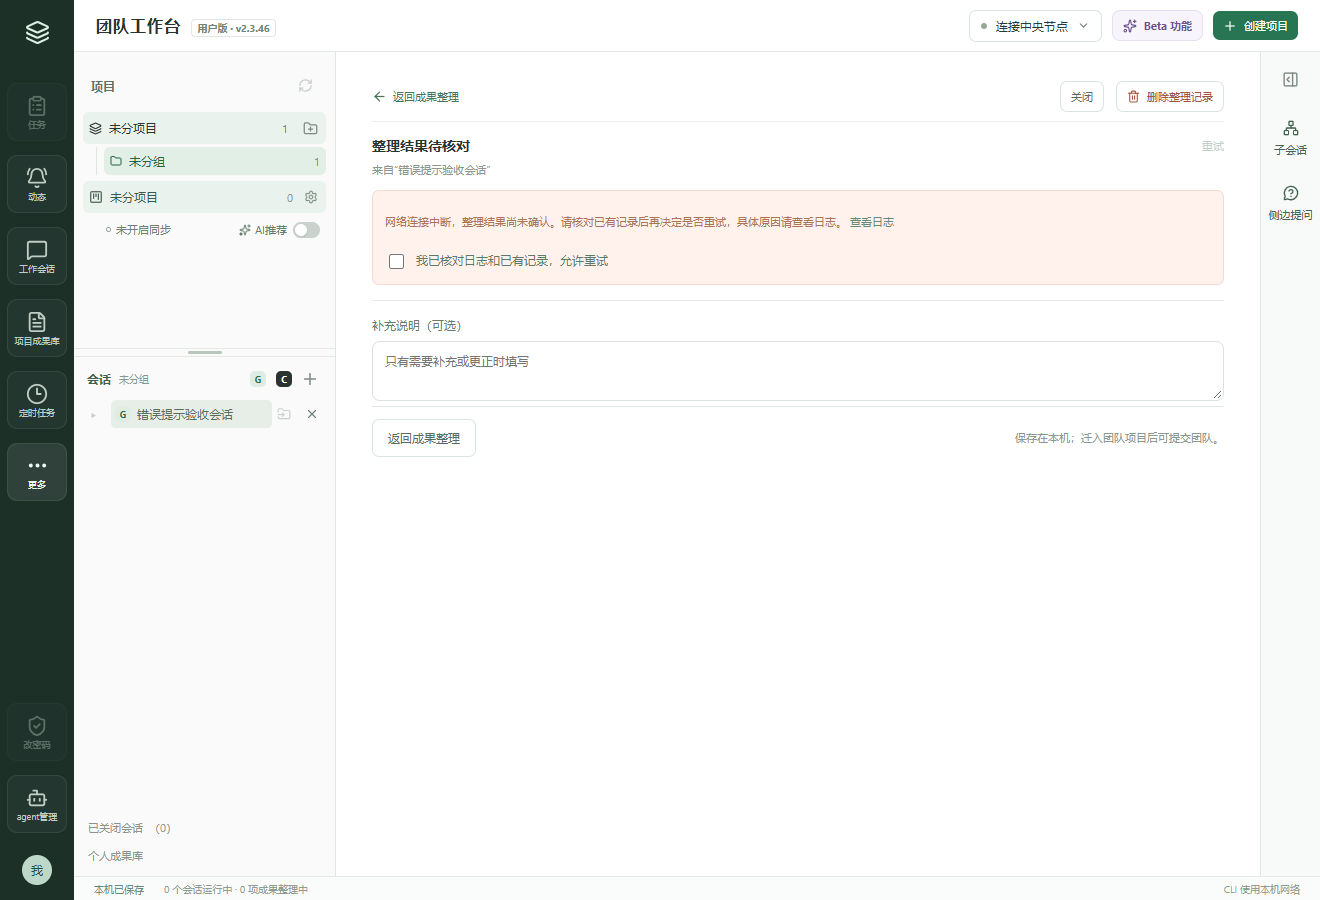 团队工作台
用户版 · v2.3.46
连接中央节点
Beta 功能
创建项目
任务
动态
工作会话
项目成果库
定时任务
更多
改密码
agent管理
我
项目
未分项目 1
未分组 1
未分项目 0
未开启同步 AI推荐
会话 未分组 G C
G 错误提示验收会话
已关闭会话 (0)
个人成果库
返回成果整理
关闭
删除整理记录
整理结果待核对
重试
来自“错误提示验收会话”
网络连接中断，整理结果尚未确认。请核对已有记录后再决定是否重试，具体原因请查看日志。 查看日志
我已核对日志和已有记录，允许重试
补充说明（可选）
只有需要补充或更正时填写
返回成果整理
保存在本机；迁入团队项目后可提交团队。
子会话
侧边提问
本机已保存
0 个会话运行中 · 0 项成果整理中
CLI 使用本机网络